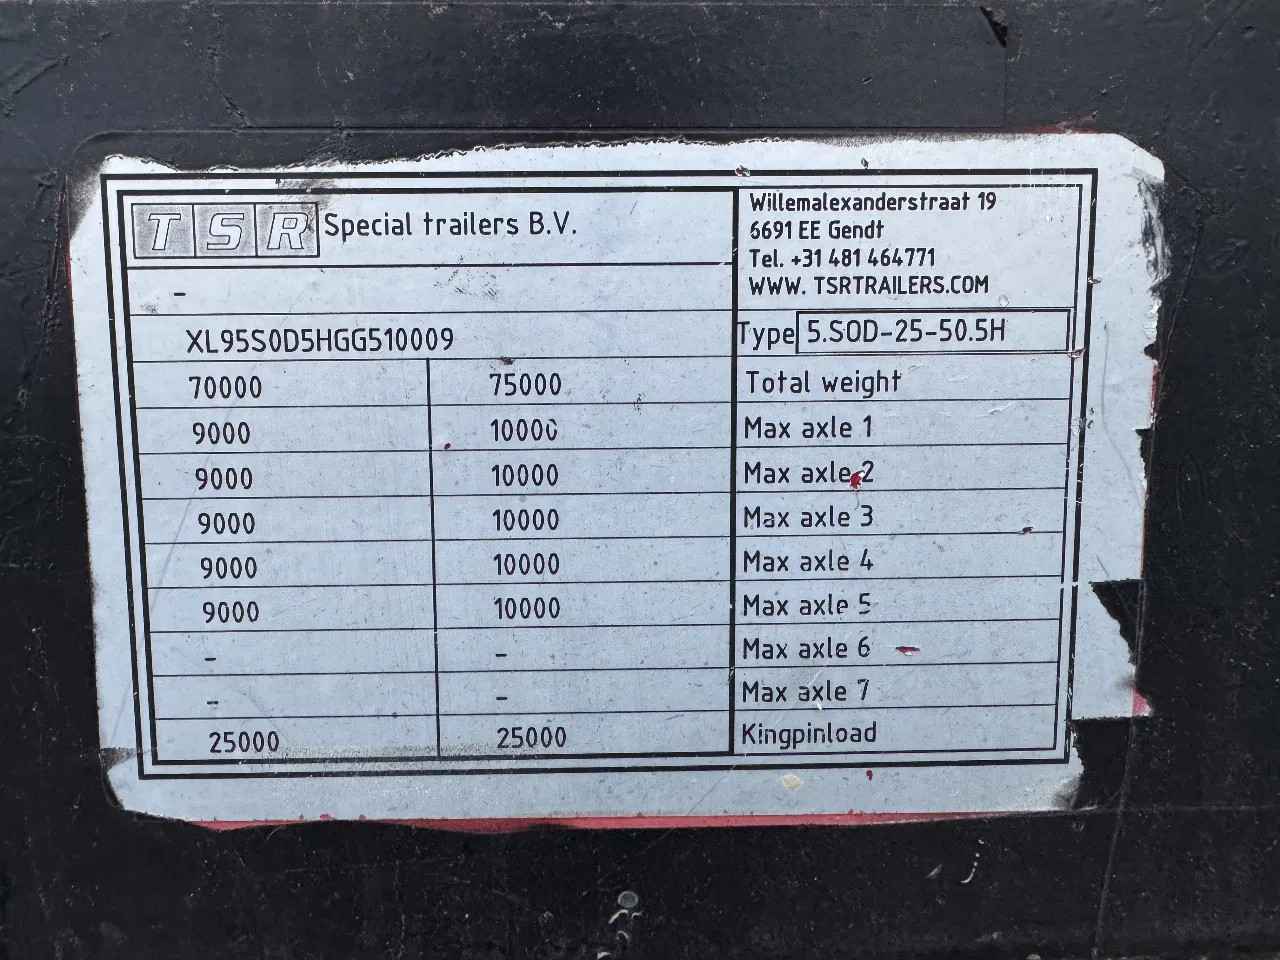 TSR Special trailers B.V.
Willemalexanderstraat 19
6691 EE Gendt
Tel. +31 481 464771
WWW. TSRTRAILERS.COM
-
XL95S0D5HGG510009 Type 5.SOD-25-50.5H
70000 75000 Total weight
9000 10000 Max axle 1
9000 10000 Max axle 2
9000 10000 Max axle 3
9000 10000 Max axle 4
9000 10000 Max axle 5
- - Max axle 6
- - Max axle 7
25000 25000 Kingpinload